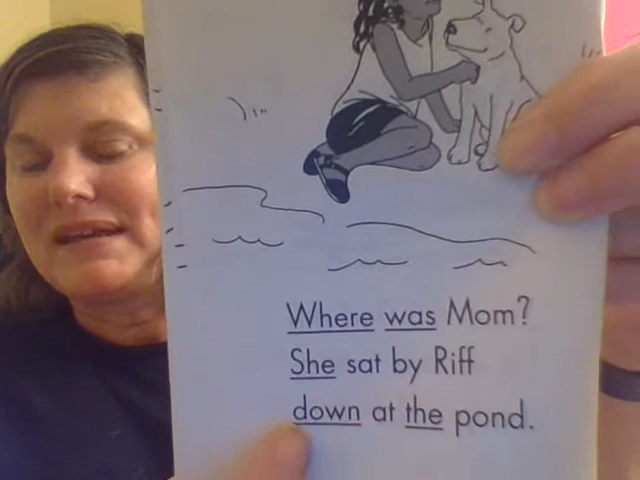 Where was Mom?
She sat by Riff
down at the pond.